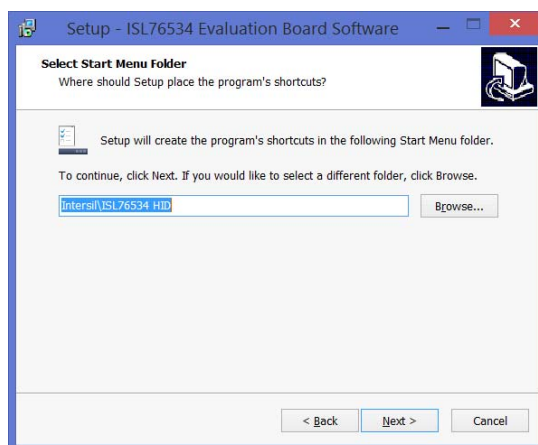 Setup - ISL76534 Evaluation Board Software
Select Start Menu Folder
Where should Setup place the program's shortcuts?
Setup will create the program's shortcuts in the following Start Menu folder.
To continue, click Next. If you would like to select a different folder, click Browse.
Intersil\ISL76534 HID
Browse...
< Back
Next >
Cancel